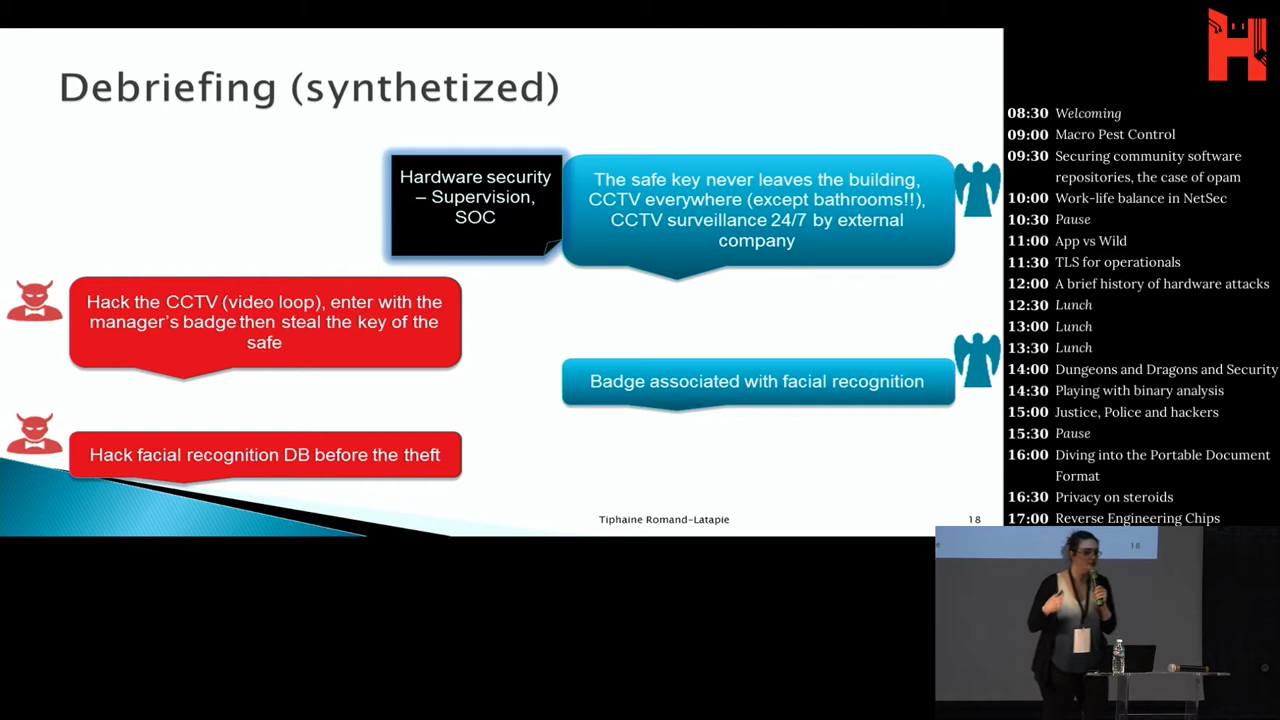 Debriefing (synthetized)
Hardware security
– Supervision,
SOC
The safe key never leaves the building,
CCTV everywhere (except bathrooms!!),
CCTV surveillance 24/7 by external
company
Hack the CCTV (video loop), enter with the
manager's badge then steal the key of the
safe
Badge associated with facial recognition
Hack facial recognition DB before the theft
Tiphaine Romand-Latapie
18
08:30 Welcoming
09:00 Macro Pest Control
09:30 Securing community software
repositories, the case of opam
10:00 Work-life balance in NetSec
10:30 Pause
11:00 App vs Wild
11:30 TLS for operationals
12:00 A brief history of hardware attacks
12:30 Lunch
13:00 Lunch
13:30 Lunch
14:00 Dungeons and Dragons and Security
14:30 Playing with binary analysis
15:00 Justice, Police and hackers
15:30 Pause
16:00 Diving into the Portable Document
Format
16:30 Privacy on steroids
17:00 Reverse Engineering Chips
18